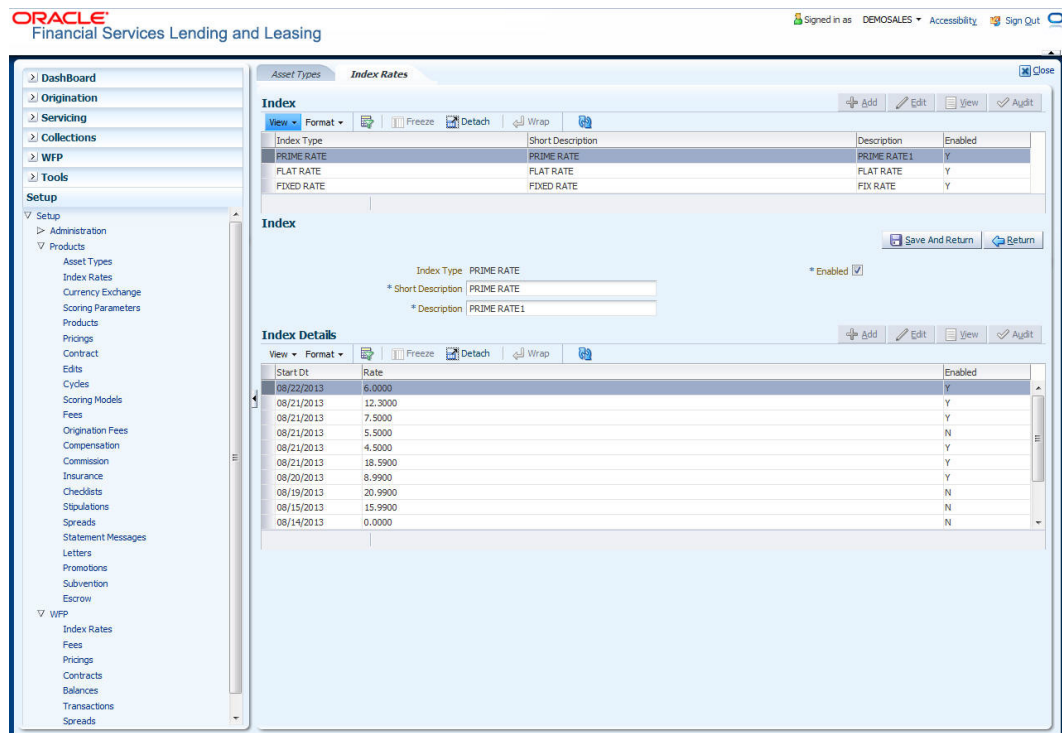 ORACLE
Financial Services Lending and Leasing
Signed in as DEMOSALES Accessibility Sign Out
DashBoard
Origination
Servicing
Collections
WFP
Tools
Setup
Setup
Administration
Products
Asset Types
Index Rates
Currency Exchange
Scoring Parameters
Products
Pricings
Contract
Edits
Cycles
Scoring Models
Fees
Origination Fees
Compensation
Commission
Insurance
Checklists
Stipulations
Spreads
Statement Messages
Letters
Promotions
Subvention
Escrow
WFP
Index Rates
Fees
Pricings
Contracts
Balances
Transactions
Spreads
Asset Types Index Rates Close
Index Add Edit View Audit
View Format Freeze Detach Wrap
Index Type Short Description Description Enabled
PRIME RATE PRIME RATE PRIME RATE1 Y
FLAT RATE FLAT RATE FLAT RATE Y
FIXED RATE FIXED RATE FIX RATE Y
Index
Save And Return Return
Index Type PRIME RATE * Enabled
* Short Description PRIME RATE
* Description PRIME RATE1
Index Details Add Edit View Audit
View Format Freeze Detach Wrap
Start Dt Rate Enabled
08/22/2013 6.0000 Y
08/21/2013 12.3000 Y
08/21/2013 7.5000 Y
08/21/2013 5.5000 N
08/21/2013 4.5000 Y
08/21/2013 18.5900 Y
08/20/2013 8.9900 Y
08/19/2013 20.9900 N
08/15/2013 15.9900 N
08/14/2013 0.0000 N